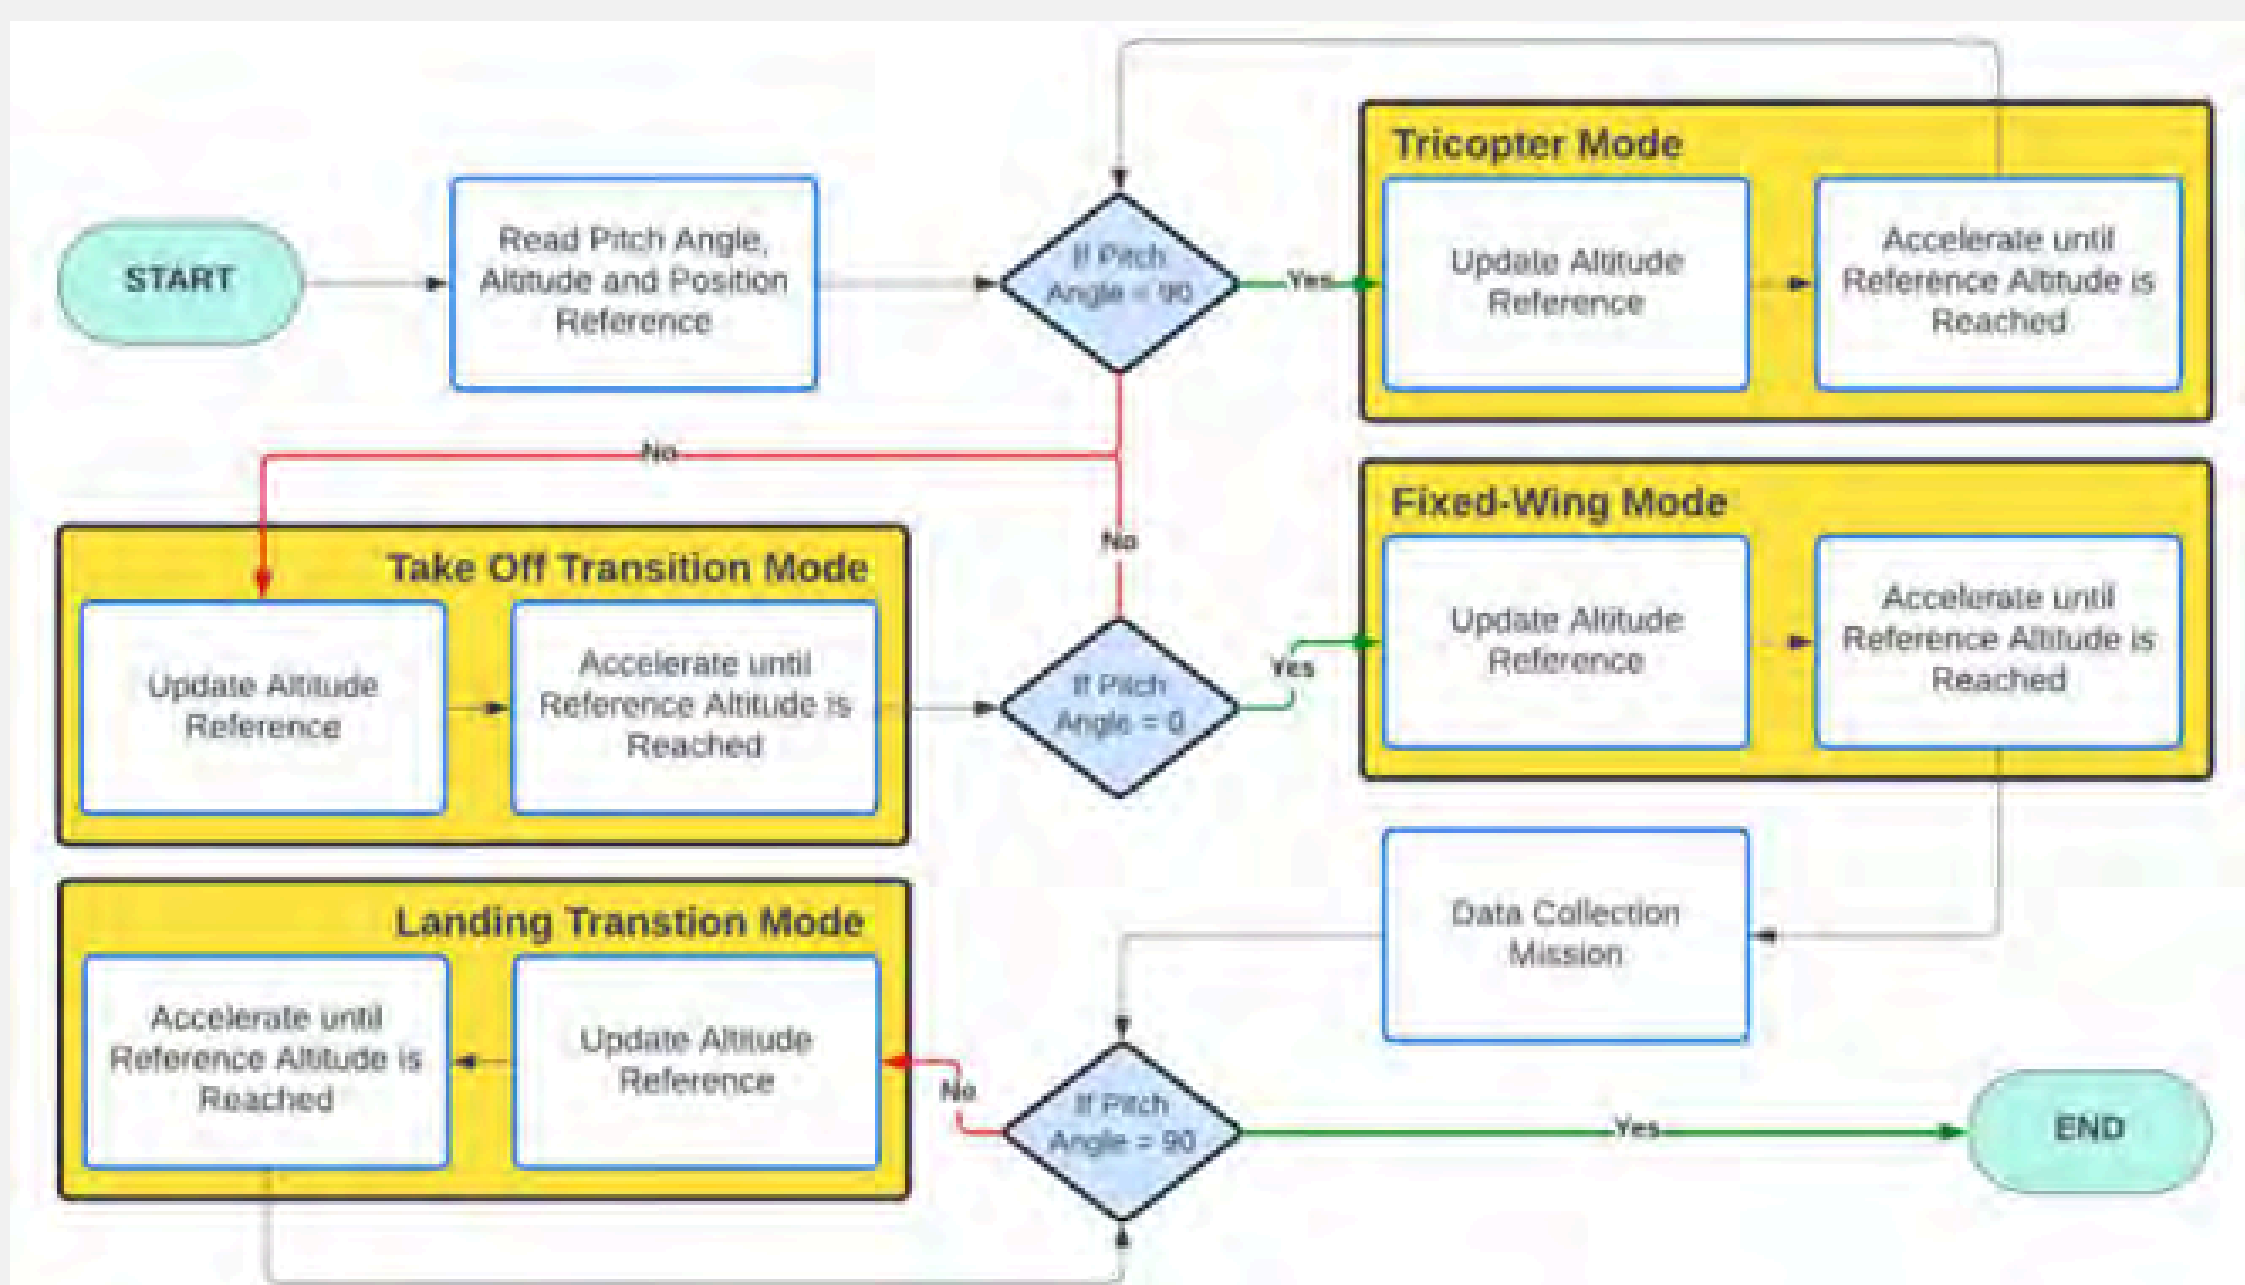 Tricopter Mode
START
Read Pitch Angle,
Altitude and Position
Reference
If Pitch
Angle = 90
Yes
Update Altitude
Reference
Accelerate until
Reference Altitude is
Reached
No
Fixed-Wing Mode
Take Off Transition Mode
No
Update Altitude
Reference
Accelerate until
Reference Altitude is
Reached
If Pitch
Angle = 0
Yes
Update Altitude
Reference
Accelerate until
Reference Altitude is
Reached
Data Collection
Mission
Landing Transtion Mode
Accelerate until
Reference Altitude is
Reached
Update Altitude
Reference
No
If Pitch
Angle = 90
Yes
END